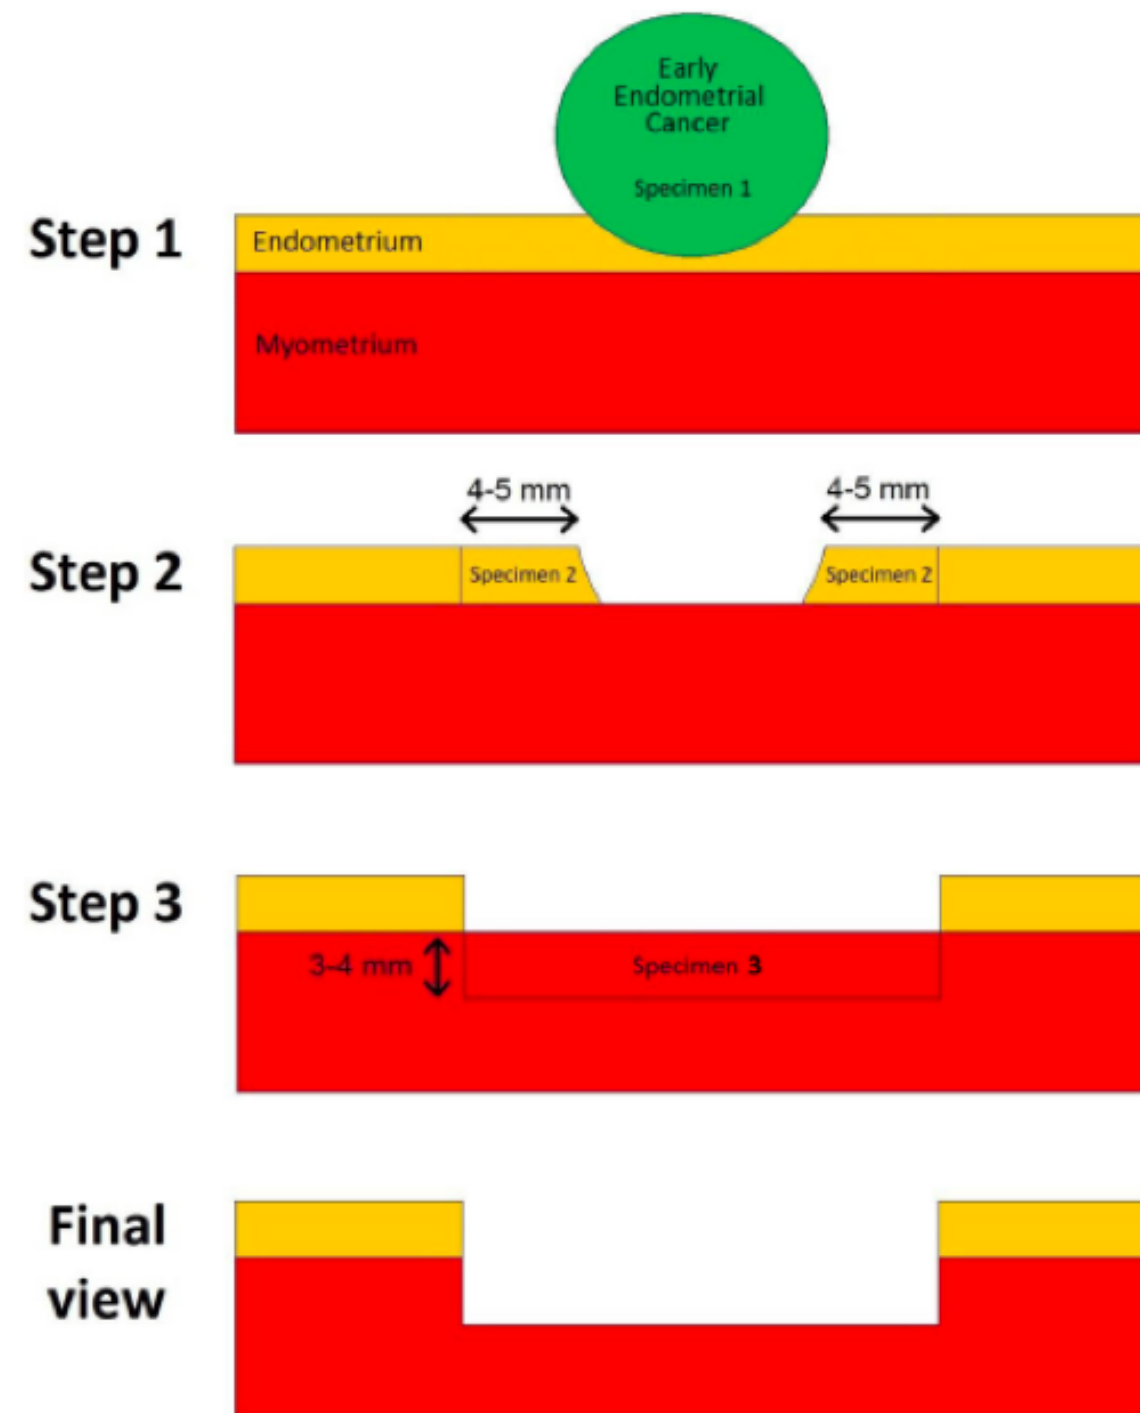 Early
Endometrial
Cancer
Specimen 1
Step 1
Endometrium
Myometrium
4-5 mm
4-5 mm
Step 2
Specimen 2
Specimen 2
Step 3
3-4 mm
Specimen 3
Final
view